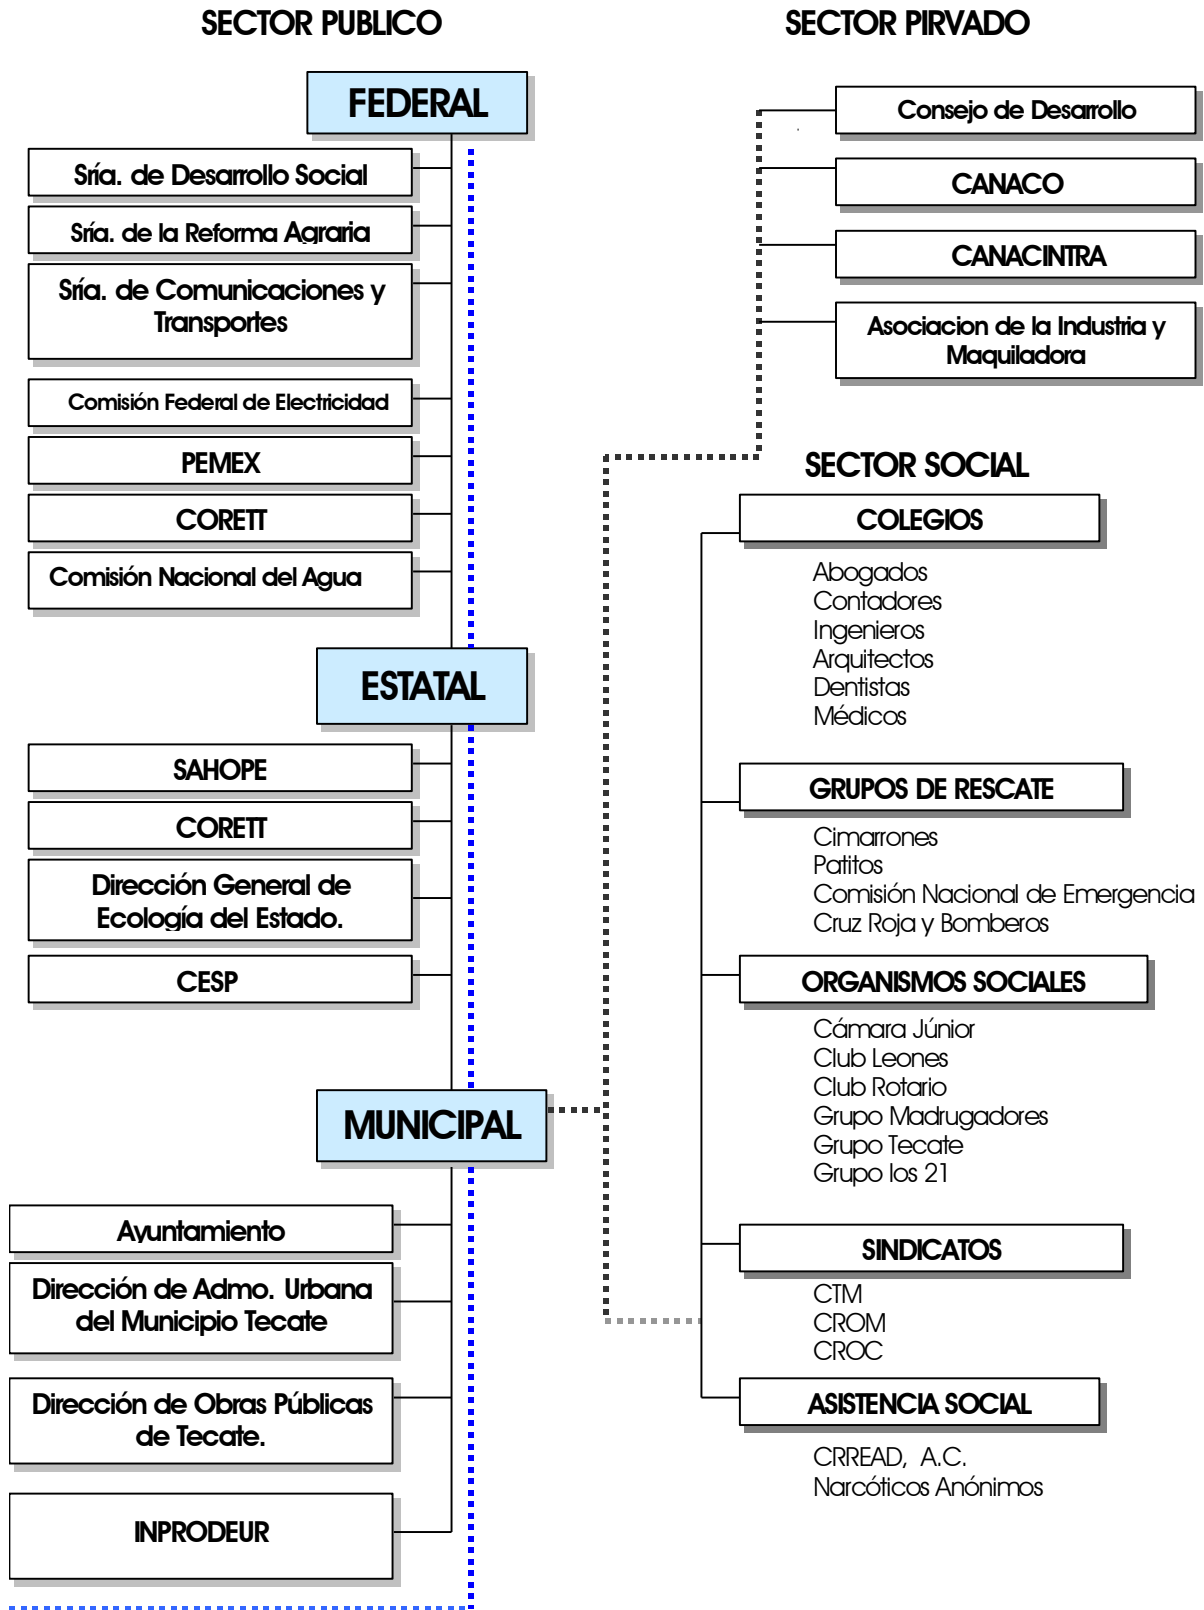 SECTOR PUBLICO
FEDERAL
Sría. de Desarrollo Social
Sría. de la Reforma Agraria
Sría. de Comunicaciones y
Transportes
Comisión Federal de Electricidad
PEMEX
CORETT
Comisión Nacional del Agua
ESTATAL
SAHOPE
CORETT
Dirección General de
Ecología del Estado.
CESP
MUNICIPAL
Ayuntamiento
Dirección de Admo. Urbana
del Municipio Tecate
Dirección de Obras Públicas
de Tecate.
INPRODEUR
SECTOR PIRVADO
Consejo de Desarrollo
CANACO
CANACINTRA
Asociacion de la Industria y
Maquiladora
SECTOR SOCIAL
COLEGIOS
Abogados
Contadores
Ingenieros
Arquitectos
Dentistas
Médicos
GRUPOS DE RESCATE
Cimarrones
Patitos
Comisión Nacional de Emergencia
Cruz Roja y Bomberos
ORGANISMOS SOCIALES
Cámara Júnior
Club Leones
Club Rotario
Grupo Madrugadores
Grupo Tecate
Grupo los 21
SINDICATOS
CTM
CROM
CROC
ASISTENCIA SOCIAL
CRREAD, A.C.
Narcóticos Anónimos